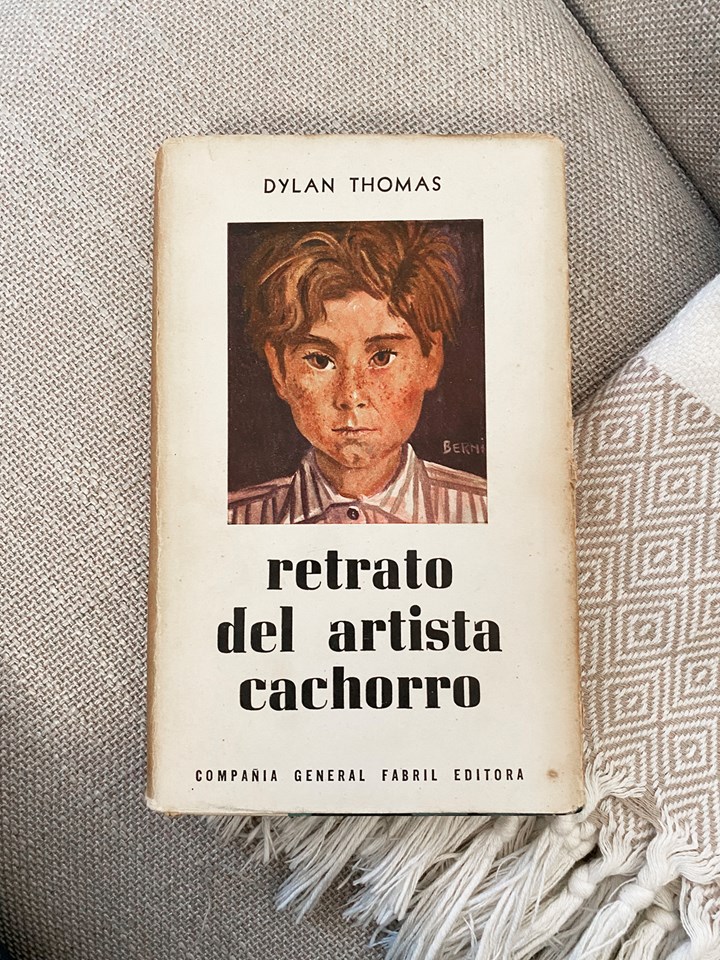 DYLAN THOMAS
BERNI
retrato
del artista
cachorro
COMPAÑIA GENERAL FABRIL EDITORA